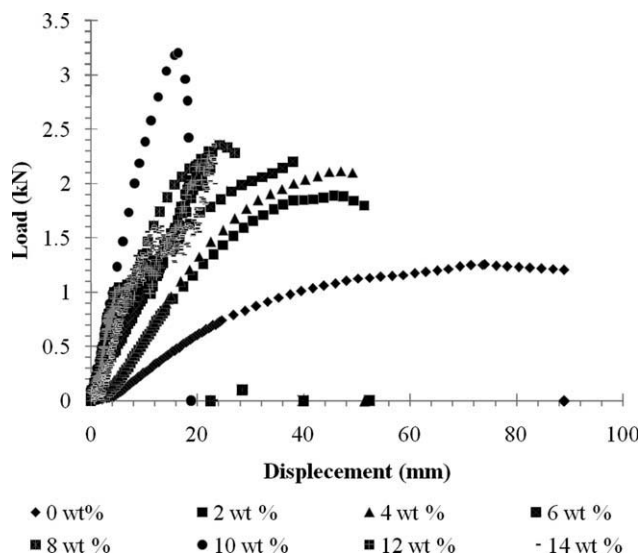 3.5
3
2.5
2
1.5
1
0.5
0
Load (kN)
0 20 40 60 80 100
Displecement (mm)
0 wt% 2 wt % 4 wt % 6 wt %
8 wt % 10 wt % 12 wt % 14 wt %